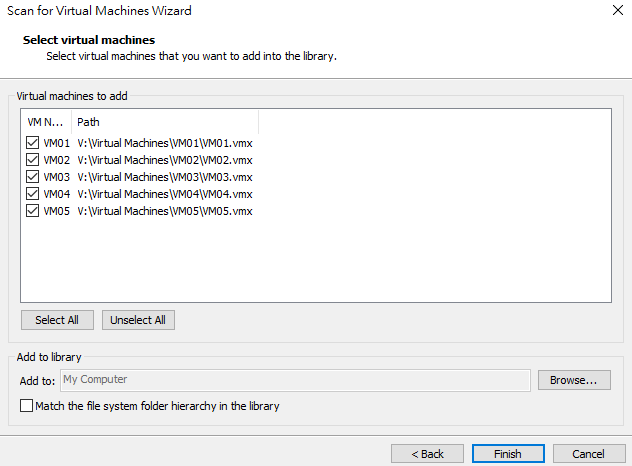 Scan for Virtual Machines Wizard
Select virtual machines
Select virtual machines that you want to add into the library.
Virtual machines to add
VM N... Path
VM01 V:\Virtual Machines\VM01\VM01.vmx
VM02 V:\Virtual Machines\VM02\VM02.vmx
VM03 V:\Virtual Machines\VM03\VM03.vmx
VM04 V:\Virtual Machines\VM04\VM04.vmx
VM05 V:\Virtual Machines\VM05\VM05.vmx
Select All Unselect All
Add to library
Add to: My Computer Browse...
Match the file system folder hierarchy in the library
< Back Finish Cancel